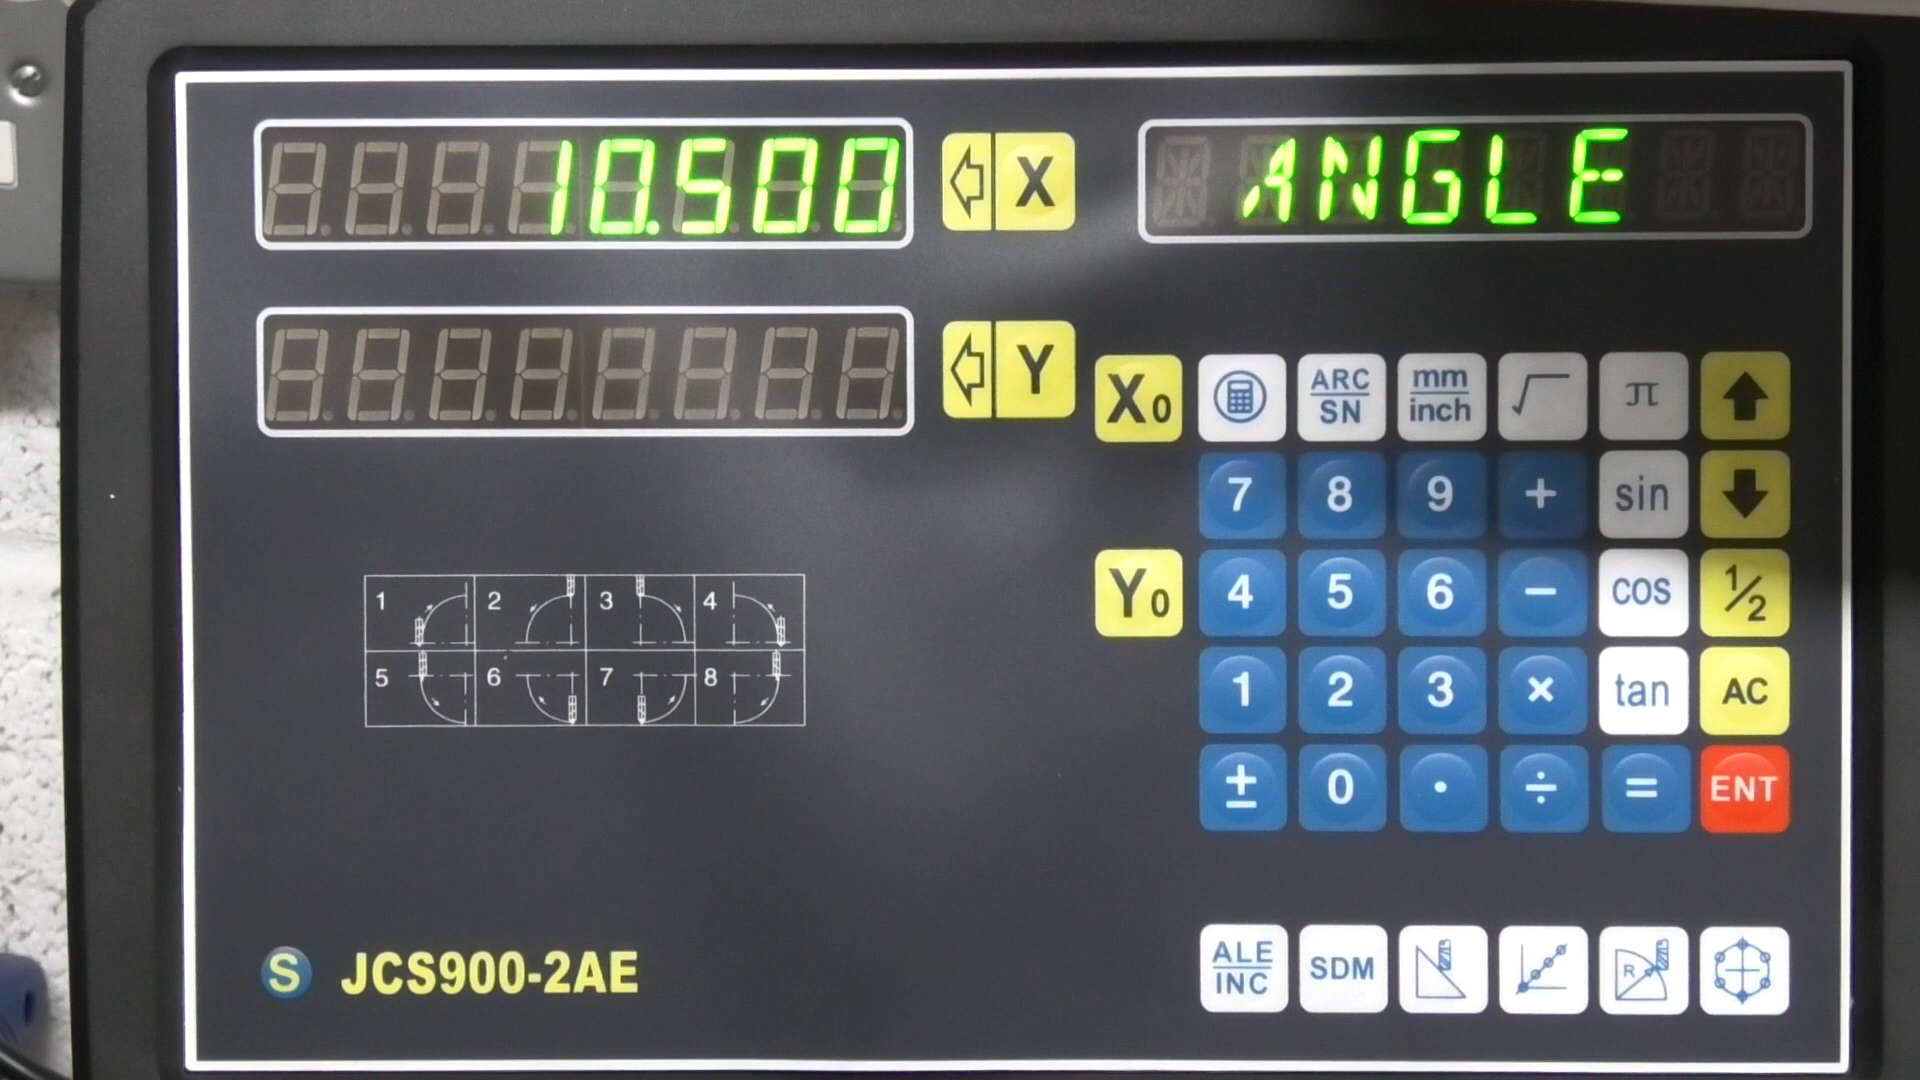 10.500
X
ANGLE
Y
X0
ARC
SN
mm
inch
√
π
7
8
9
+
sin
Y0
4
5
6
−
cos
1/2
1
2
3
×
tan
AC
±
0
·
÷
=
ENT
1
2
3
4
5
6
7
8
S JCS900-2AE
ALE
INC
SDM
R